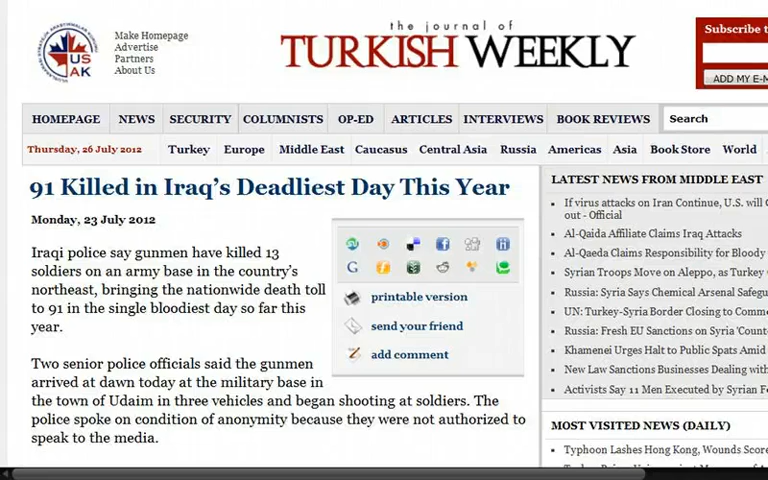 Make Homepage
Advertise
Partners
About Us
US
AK
the journal of
TURKISH WEEKLY
Subscribe t
ADD MY E-M
HOMEPAGE NEWS SECURITY COLUMNISTS OP-ED ARTICLES INTERVIEWS BOOK REVIEWS Search
Thursday, 26 July 2012 Turkey Europe Middle East Caucasus Central Asia Russia Americas Asia Book Store World
91 Killed in Iraq's Deadliest Day This Year
Monday, 23 July 2012
Iraqi police say gunmen have killed 13
soldiers on an army base in the country's
northeast, bringing the nationwide death toll
to 91 in the single bloodiest day so far this
year.
printable version
send your friend
add comment
Two senior police officials said the gunmen
arrived at dawn today at the military base in
the town of Udaim in three vehicles and began shooting at soldiers. The
police spoke on condition of anonymity because they were not authorized to
speak to the media.
LATEST NEWS FROM MIDDLE EAST
If virus attacks on Iran Continue, U.S. will G
out - Official
Al-Qaida Affiliate Claims Iraq Attacks
Al-Qaeda Claims Responsibility for Bloody
Syrian Troops Move on Aleppo, as Turkey
Russia: Syria Says Chemical Arsenal Safegu
UN: Turkey-Syria Border Closing to Comme
Russia: Fresh EU Sanctions on Syria 'Count
Khamenei Urges Halt to Public Spats Amid
New Law Sanctions Businesses Dealing with
Activists Say 11 Men Executed by Syrian F
MOST VISITED NEWS (DAILY)
Typhoon Lashes Hong Kong, Wounds Score